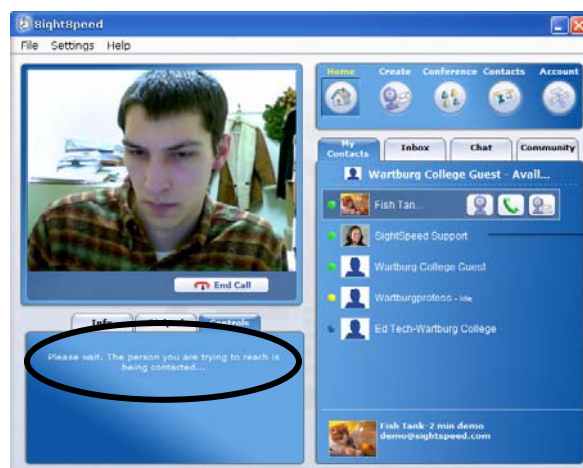 SightSpeed
File Settings Help
End Call
Info
Controls
Please wait. The person you are trying to reach is
being contacted...
Home Create Conference Contacts Account
My
Contacts
Inbox Chat Community
Wartburg College Guest - Avail...
Fish Tan...
SightSpeed Support
Wartburg College Guest
Wartburgprofess - Idle
Ed Tech-Wartburg College
Fish Tank-2 min demo
demo@sightspeed.com